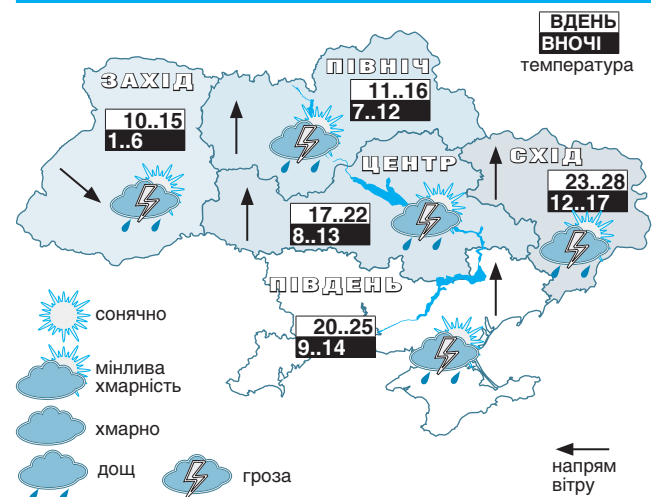 ВДЕНЬ
ВНОЧІ
температура
ПІВНІЧ
11..16
7..12
ЗАХІД
10..15
1..6
ЦЕНТР
17..22
8..13
СХІД
23..28
12..17
ПІВДЕНЬ
20..25
9..14
сонячно
мінлива
хмарність
хмарно
дощ
гроза
напрям
вітру